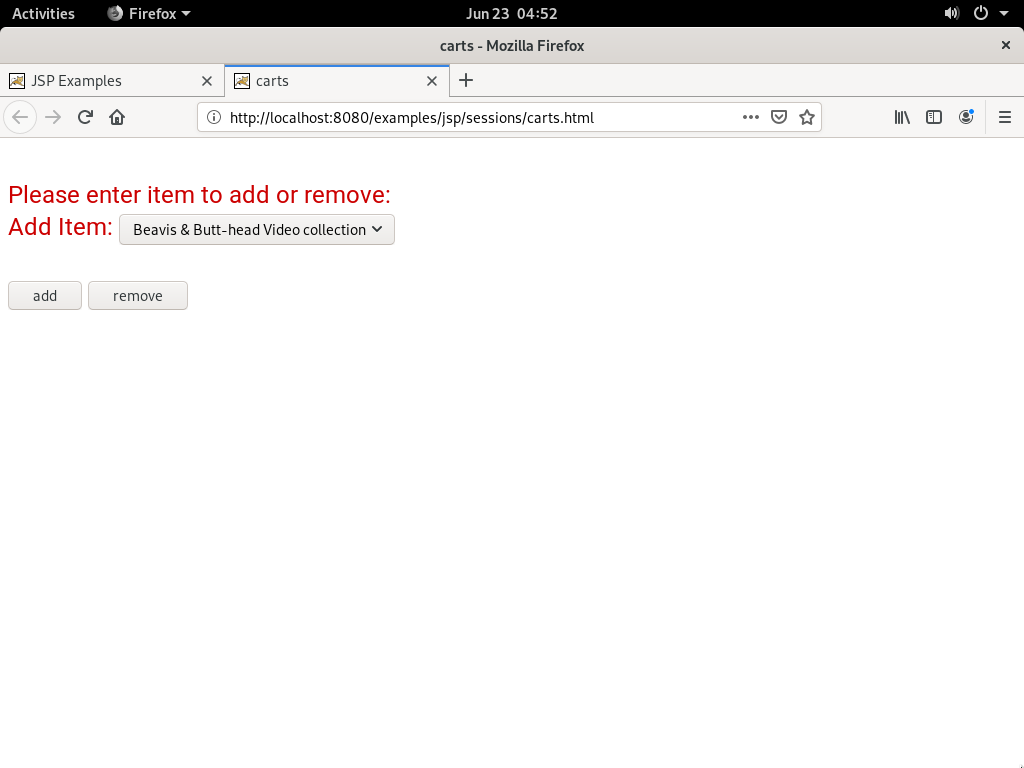 Activities Firefox Jun 23 04:52
carts - Mozilla Firefox
JSP Examples carts
http://localhost:8080/examples/jsp/sessions/carts.html
Please enter item to add or remove:
Add Item: Beavis & Butt-head Video collection
add remove